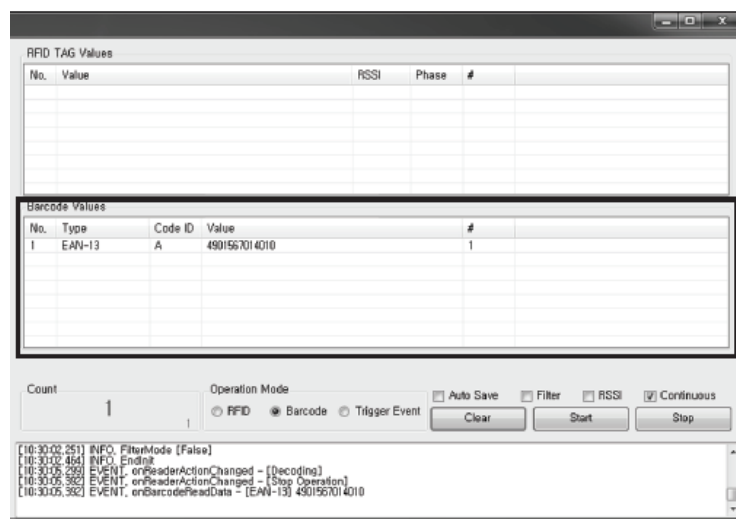 RFID TAG Values
No. Value RSSI Phase #
Barcode Values
No. Type Code ID Value #
1 EAN-13 A 4901567014010 1
Count
1
1
Operation Mode
RFID Barcode Trigger Event
Auto Save Filter RSSI Continuous
Clear Start Stop
[10:30:02,251] INFO, FilterMode [False]
[10:30:02,464] INFO, EndInit
[10:30:05,299] EVENT, onReaderActionChanged - [Decoding]
[10:30:05,392] EVENT, onReaderActionChanged - [Stop Operation]
[10:30:05,392] EVENT, onBarcodeReadData - [EAN-13] 4901567014010